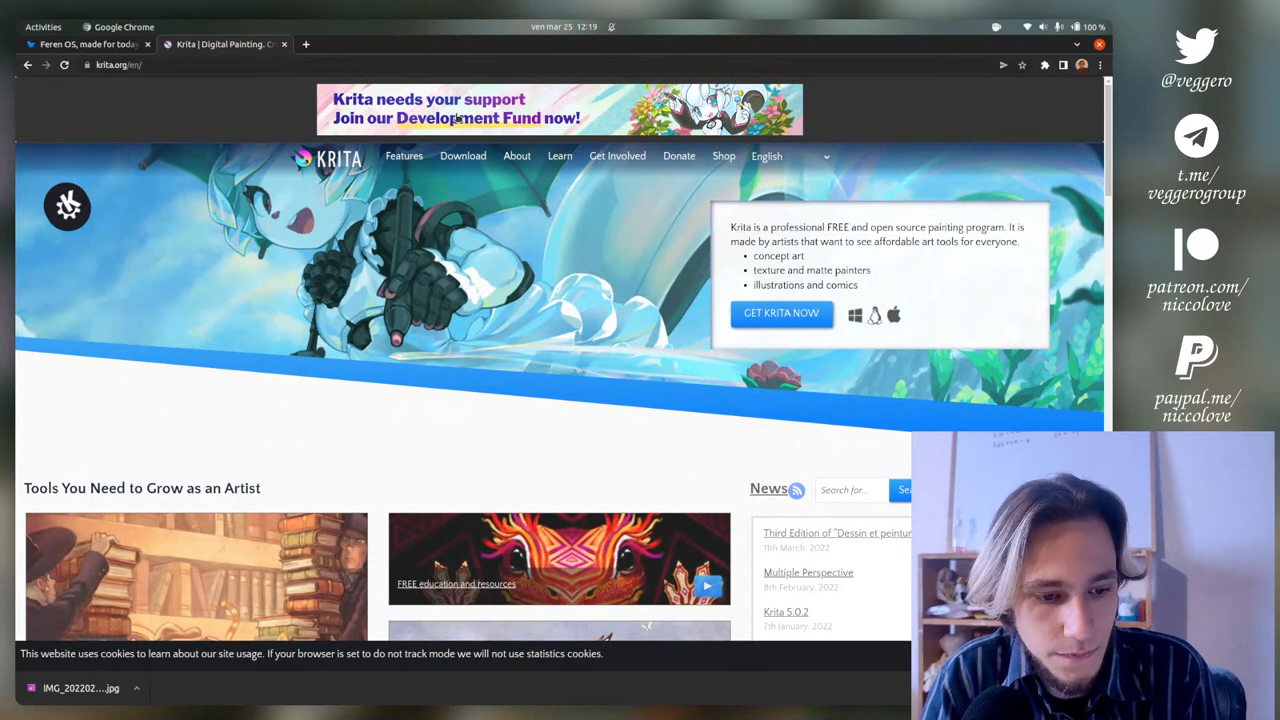 Activities
Google Chrome
ven mar 25 12:19
100 %
Feren OS, made for today
Krita | Digital Painting. Cr
krita.org/en/
Krita needs your support
Join our Development Fund now!
KRITA
Features
Download
About
Learn
Get Involved
Donate
Shop
English
Krita is a professional FREE and open source painting program. It is
made by artists that want to see affordable art tools for everyone.
concept art
texture and matte painters
illustrations and comics
GET KRITA NOW
Tools You Need to Grow as an Artist
FREE education and resources
News
Search for...
Sea
Third Edition of "Dessin et peintur
11th March, 2022
Multiple Perspective
8th February, 2022
Krita 5.0.2
7th January, 2022
This website uses cookies to learn about our site usage. If your browser is set to do not track mode we will not use statistics cookies.
IMG_202202....jpg
@veggero
t.me/
veggerogroup
patreon.com/
niccolove
paypal.me/
niccolove